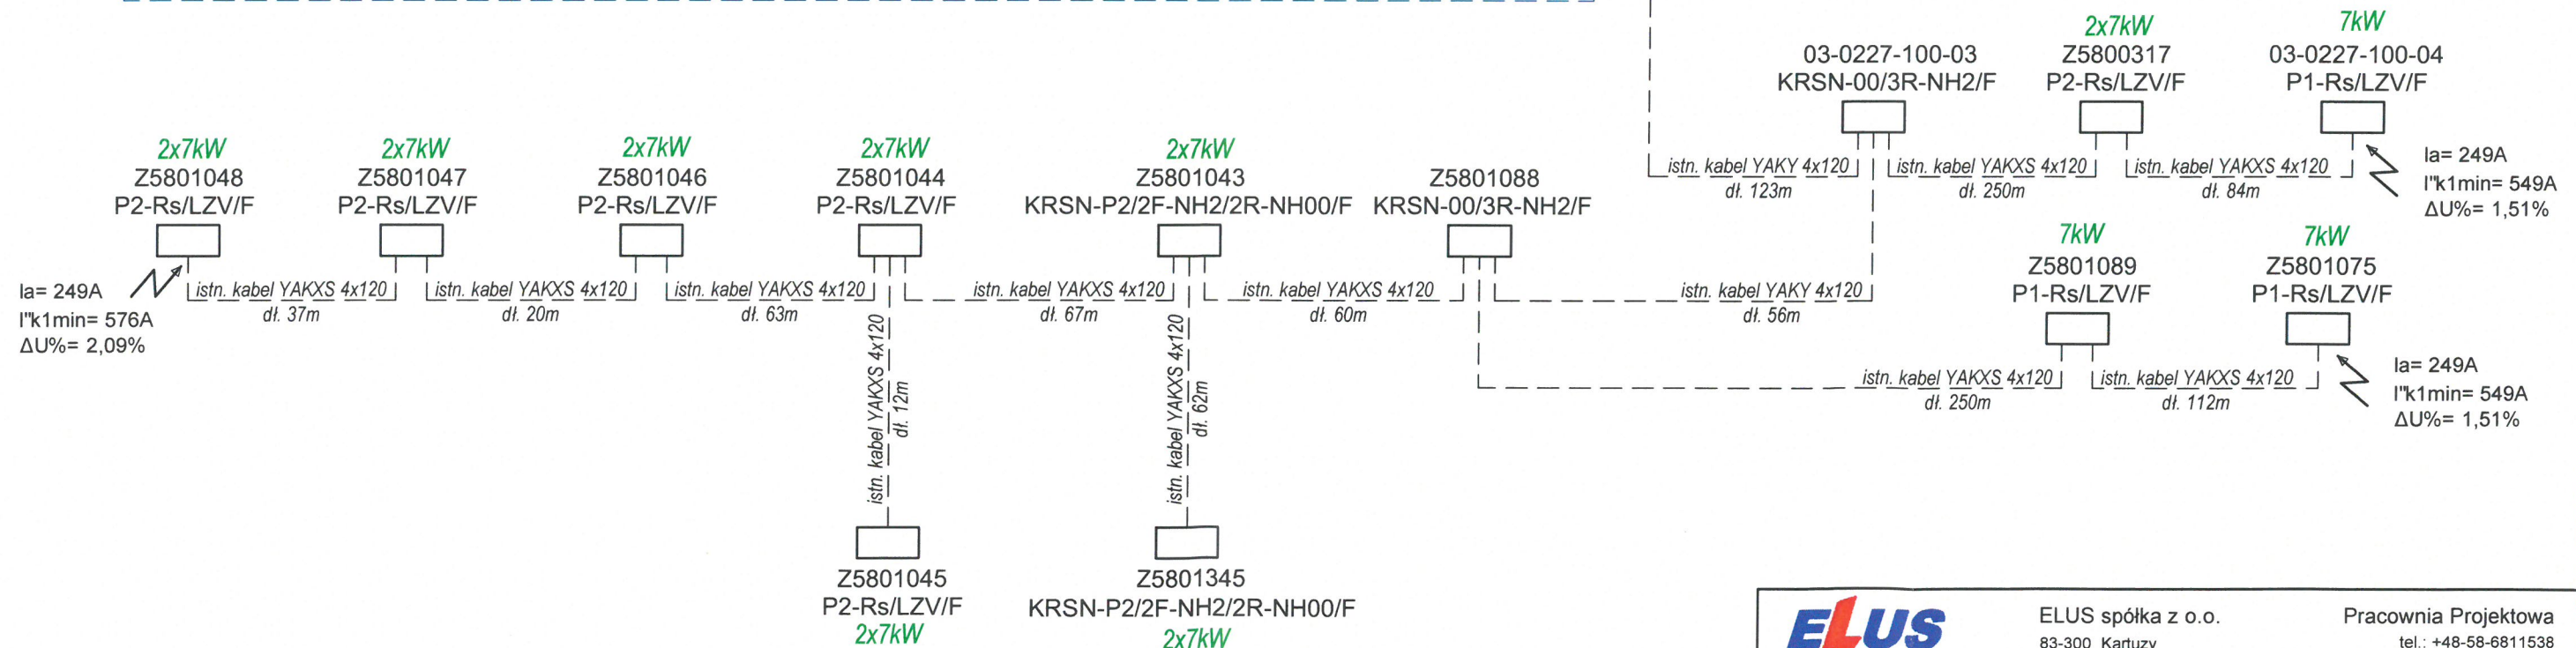 2x7kW
Z5800317
P2-Rs/LZV/F
7kW
03-0227-100-04
P1-Rs/LZV/F
03-0227-100-03
KRSN-00/3R-NH2/F
istn. kabel YAKY 4x120
dł. 123m
istn. kabel YAKXS 4x120
dł. 250m
istn. kabel YAKXS 4x120
dł. 84m
Ia= 249A
I"k1min= 549A
ΔU%= 1,51%
2x7kW
Z5801048
P2-Rs/LZV/F
2x7kW
Z5801047
P2-Rs/LZV/F
2x7kW
Z5801046
P2-Rs/LZV/F
2x7kW
Z5801044
P2-Rs/LZV/F
2x7kW
Z5801043
KRSN-P2/2F-NH2/2R-NH00/F
Z5801088
KRSN-00/3R-NH2/F
7kW
Z5801089
P1-Rs/LZV/F
7kW
Z5801075
P1-Rs/LZV/F
Ia= 249A
I"k1min= 576A
ΔU%= 2,09%
istn. kabel YAKXS 4x120
dł. 37m
istn. kabel YAKXS 4x120
dł. 20m
istn. kabel YAKXS 4x120
dł. 63m
istn. kabel YAKXS 4x120
dł. 67m
istn. kabel YAKXS 4x120
dł. 60m
istn. kabel YAKY 4x120
dł. 56m
istn. kabel YAKXS 4x120
dł. 250m
istn. kabel YAKXS 4x120
dł. 112m
Ia= 249A
I"k1min= 549A
ΔU%= 1,51%
istn. kabel YAKXS 4x120
dł. 12m
istn. kabel YAKXS 4x120
dł. 62m
Z5801045
P2-Rs/LZV/F
2x7kW
Z5801345
KRSN-P2/2F-NH2/2R-NH00/F
2x7kW
ELUS
ELUS spółka z o.o.
83-300 Kartuzy
Pracownia Projektowa
tel.: +48-58-6811538